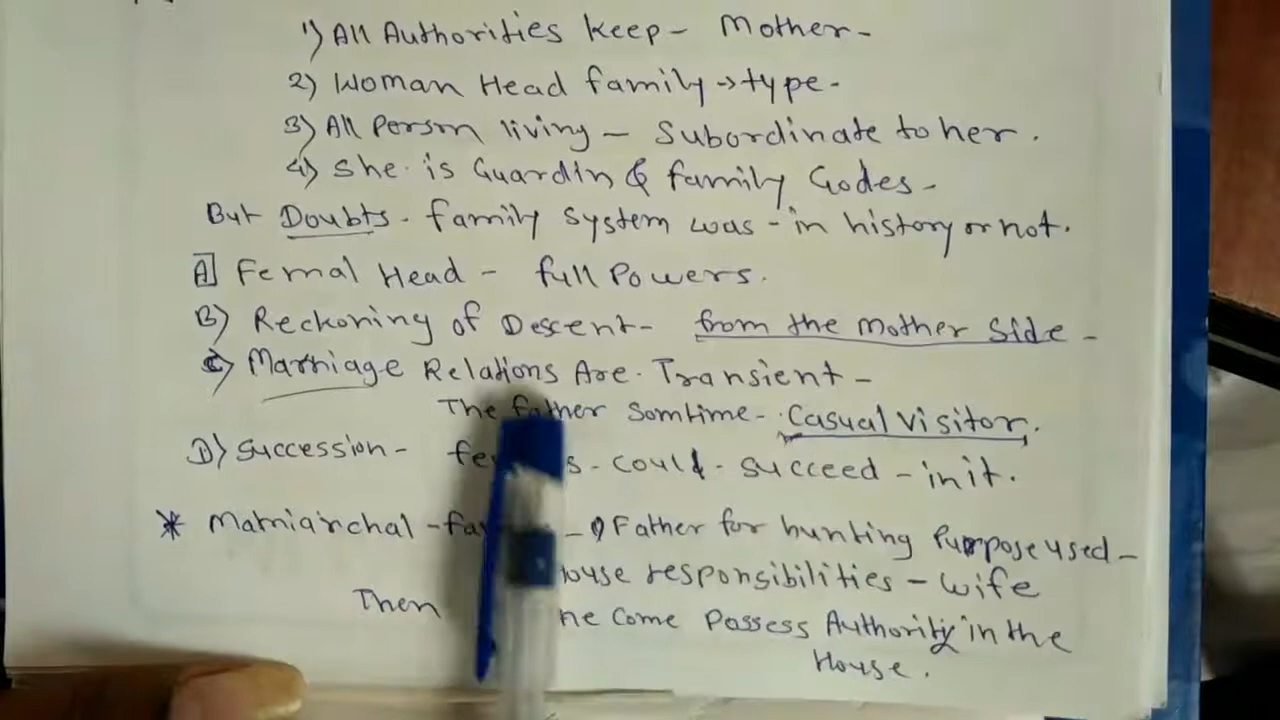 1) All Authorities keep - Mother -
2) Woman Head family → type -
3) All Person living - Subordinate to her .
4) She is Guardin & family Godes -
But Doubts - family system was - in history or not .
A] Femal Head - full Powers .
B) Reckoning of Descent - from the mother side -
C) Marriage Relations Are Transient -
The father Somtime - Casual Visitor .
D) Succession - could - succeed - in it .
* Matriarchal - - 1) Father for hunting Purpose used -
responsibilities - wife
Then come Possess Authority in the
House .